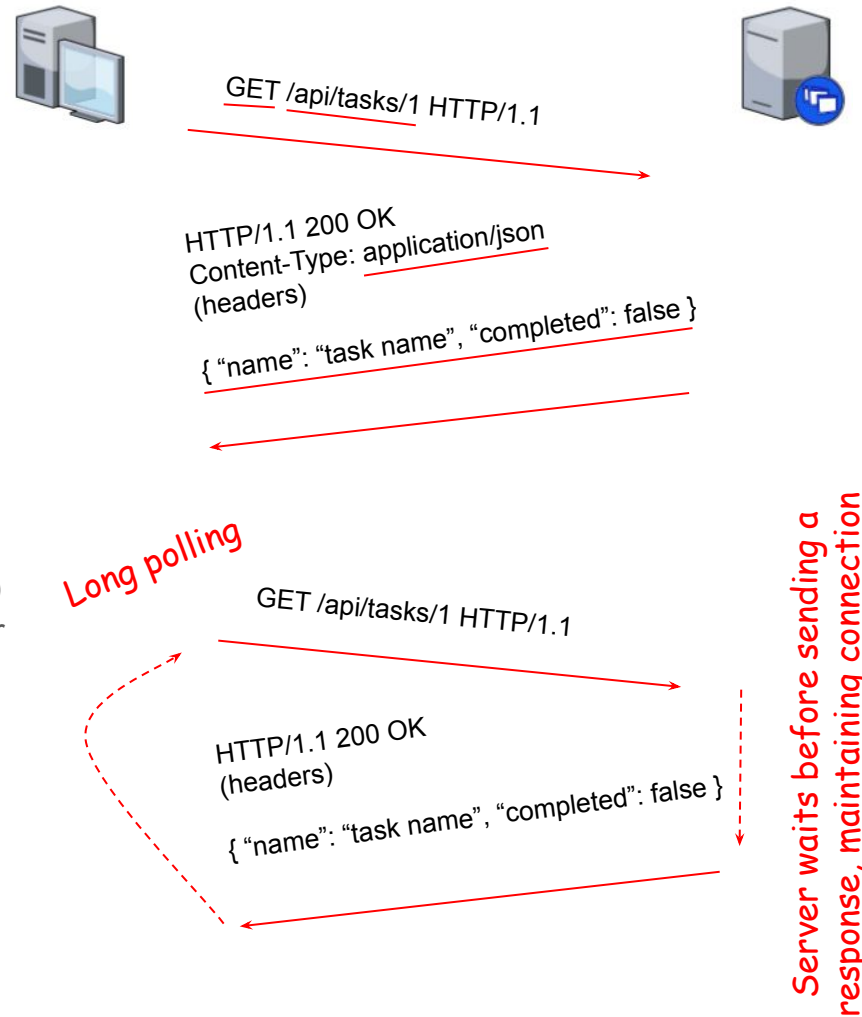 GET /api/tasks/1 HTTP/1.1
HTTP/1.1 200 OK
Content-Type: application/json
(headers)
{ “name”: “task name”, “completed”: false }
Long polling
GET /api/tasks/1 HTTP/1.1
HTTP/1.1 200 OK
(headers)
{ “name”: “task name”, “completed”: false }
Server waits before sending a
response, maintaining connection